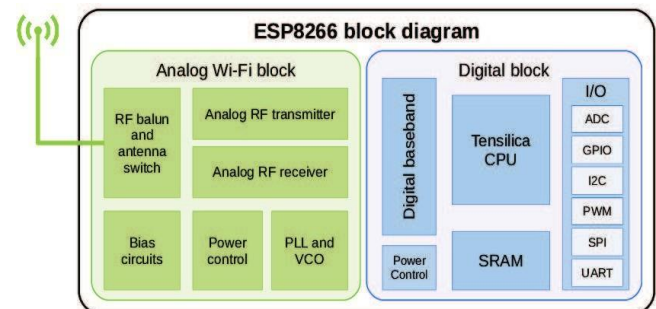 ESP8266 block diagram
Analog Wi-Fi block
RF balun
and
antenna
switch
Analog RF transmitter
Analog RF receiver
Bias
circuits
Power
control
PLL and
VCO
Digital block
Digital baseband
Power
Control
Tensilica
CPU
SRAM
I/O
ADC
GPIO
I2C
PWM
SPI
UART